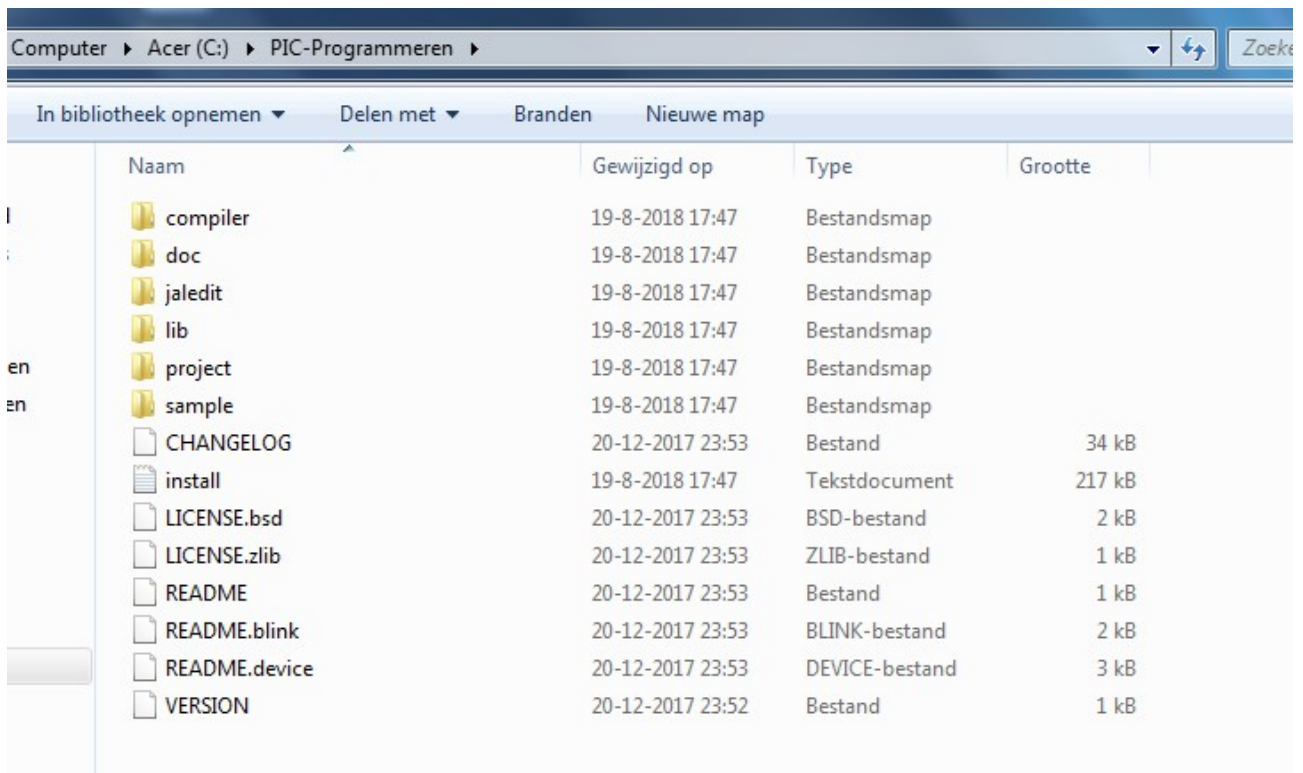 Computer ▸ Acer (C:) ▸ PIC-Programmeren ▸ Zoeke
In bibliotheek opnemen ▾ Delen met ▾ Branden Nieuwe map
Naam Gewijzigd op Type Grootte
compiler 19-8-2018 17:47 Bestandsmap
doc 19-8-2018 17:47 Bestandsmap
jaledit 19-8-2018 17:47 Bestandsmap
lib 19-8-2018 17:47 Bestandsmap
en project 19-8-2018 17:47 Bestandsmap
en sample 19-8-2018 17:47 Bestandsmap
CHANGELOG 20-12-2017 23:53 Bestand 34 kB
install 19-8-2018 17:47 Tekstdocument 217 kB
LICENSE.bsd 20-12-2017 23:53 BSD-bestand 2 kB
LICENSE.zlib 20-12-2017 23:53 ZLIB-bestand 1 kB
README 20-12-2017 23:53 Bestand 1 kB
README.blink 20-12-2017 23:53 BLINK-bestand 2 kB
README.device 20-12-2017 23:53 DEVICE-bestand 3 kB
VERSION 20-12-2017 23:52 Bestand 1 kB